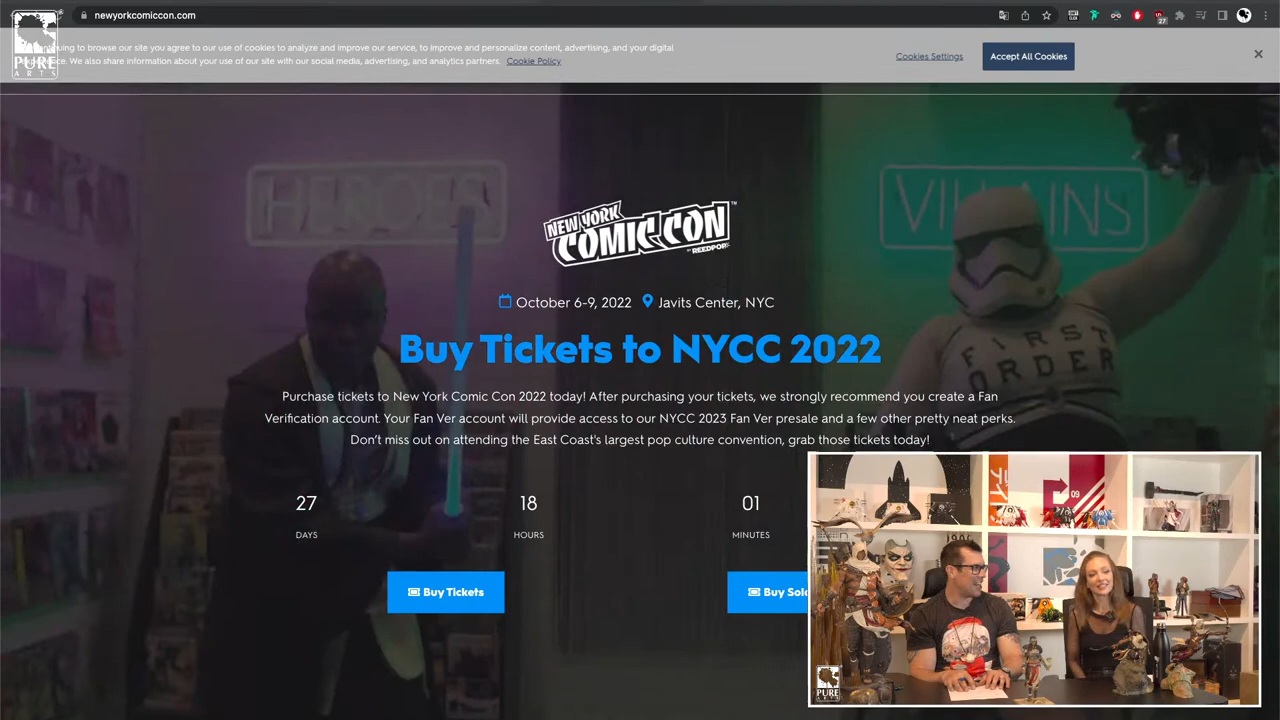 newyorkcomiccon.com
27
PURE
ARTS
nuing to browse our site you agree to our use of cookies to analyze and improve our service, to improve and personalize content, advertising, and your digital
We also share information about your use of our site with our social media, advertising, and analytics partners. Cookie Policy
Cookies Settings
Accept All Cookies
HEROES
VILLAINS
NEW YORK
COMIC CON
BY REEDPOP
October 6-9, 2022
Javits Center, NYC
FIRST
ORDER
Buy Tickets to NYCC 2022
Purchase tickets to New York Comic Con 2022 today! After purchasing your tickets, we strongly recommend you create a Fan
Verification account. Your Fan Ver account will provide access to our NYCC 2023 Fan Ver presale and a few other pretty neat perks.
Don't miss out on attending the East Coast's largest pop culture convention, grab those tickets today!
27
18
01
DAYS
HOURS
MINUTES
Buy Tickets
Buy
09
PURE
ARTS